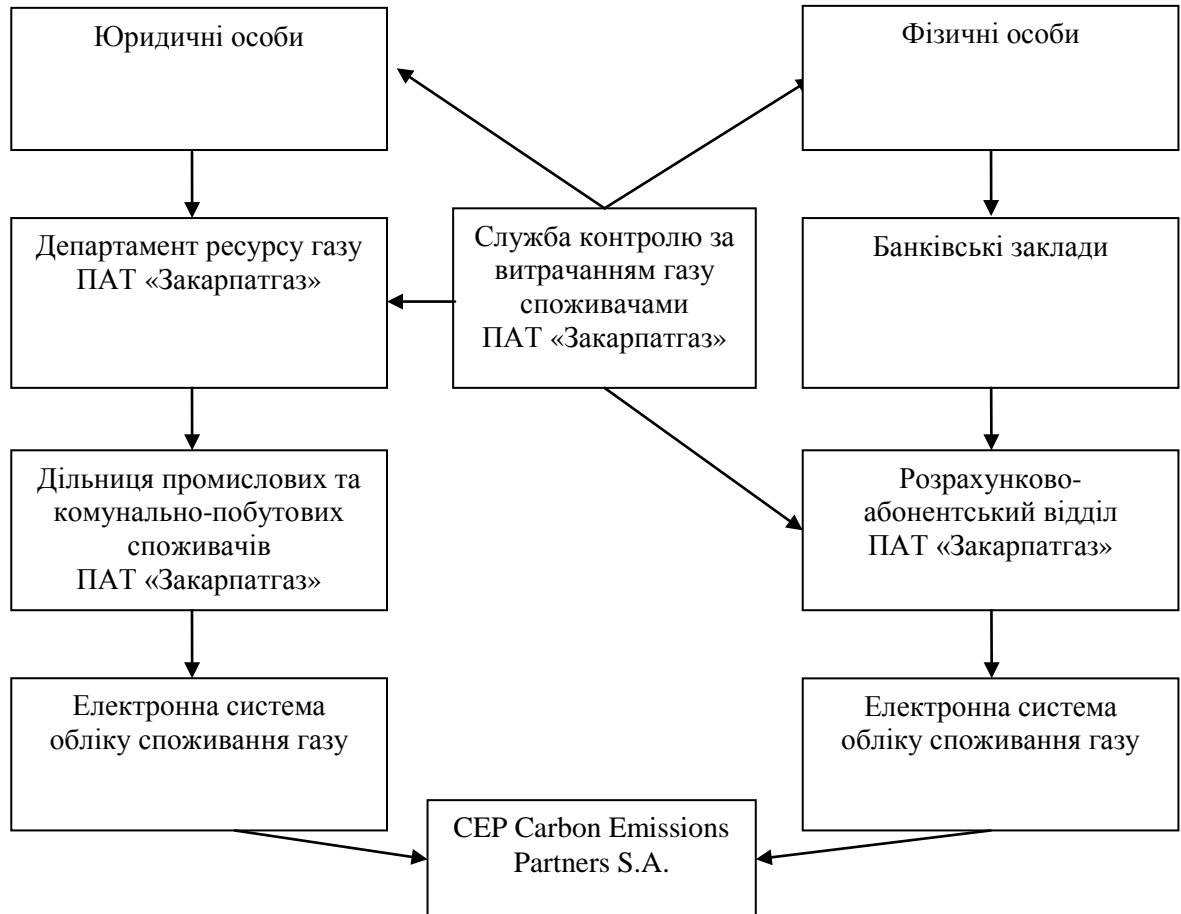 Юридичні особи
Фізичні особи
Департамент ресурсу газу
ПАТ «Закарпатгаз»
Служба контролю за
витрачанням газу
споживачами
ПАТ «Закарпатгаз»
Банківські заклади
Дільниця промислових та
комунально-побутових
споживачів
ПАТ «Закарпатгаз»
Розрахунково-
абонентський відділ
ПАТ «Закарпатгаз»
Електронна система
обліку споживання газу
Електронна система
обліку споживання газу
CEP Carbon Emissions
Partners S.A.